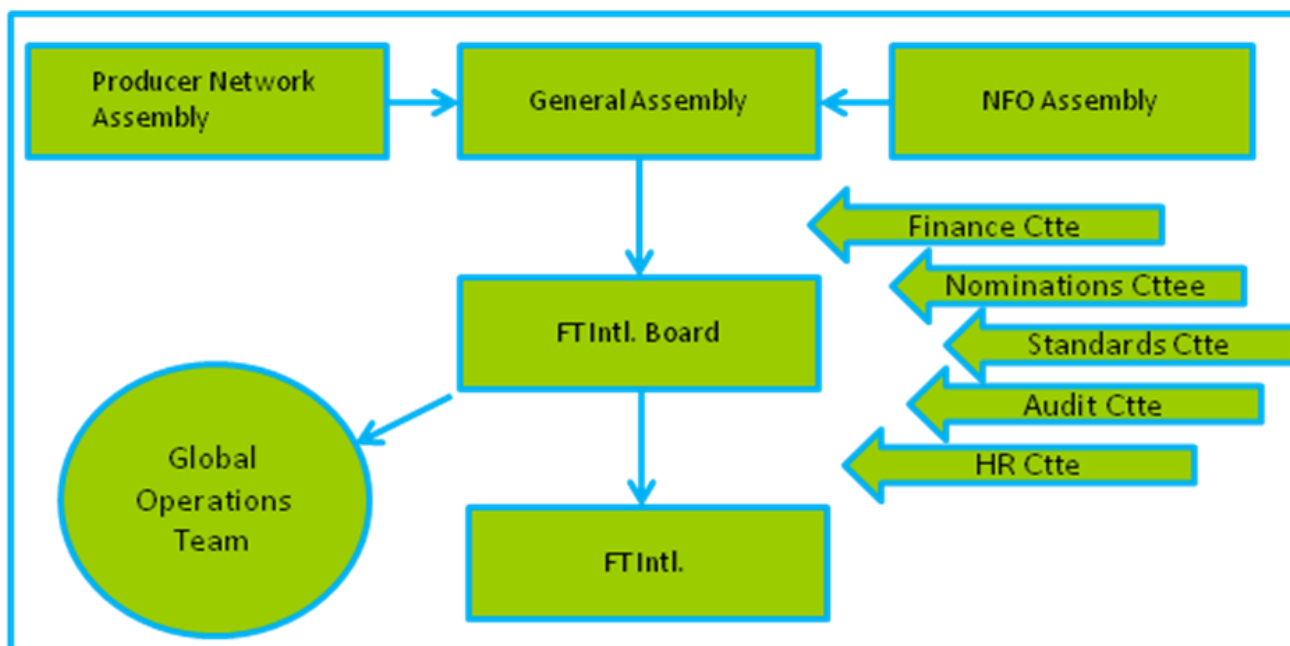 Producer Network
Assembly
General Assembly
NFO Assembly
Finance Ctte
Nominations Cttee
FT Intl. Board
Standards Ctte
Audit Ctte
HR Ctte
Global
Operations
Team
FT Intl.